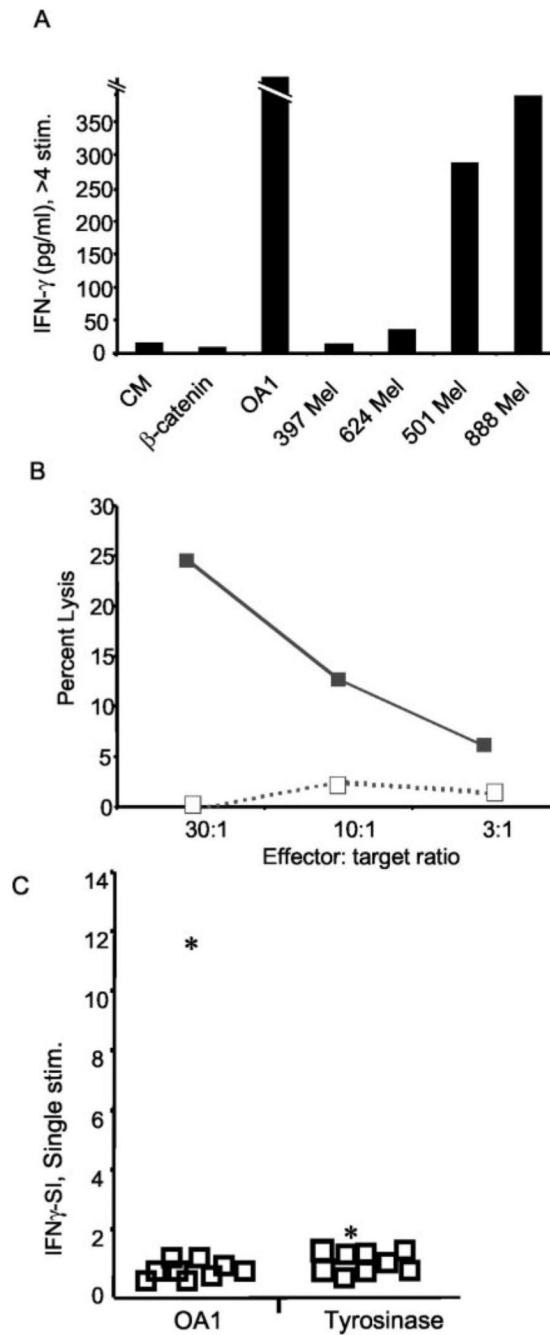 A
IFN-γ (pg/ml), >4 stim.
350
300
250
200
150
100
50
0
CM
β-catenin
OA1
397 Mel
624 Mel
501 Mel
888 Mel
B
Percent Lysis
30
25
20
15
10
5
0
30:1
10:1
3:1
Effector: target ratio
C
IFNγ-SI, Single stim.
14
12
10
8
6
4
2
0
*
*
OA1
Tyrosinase